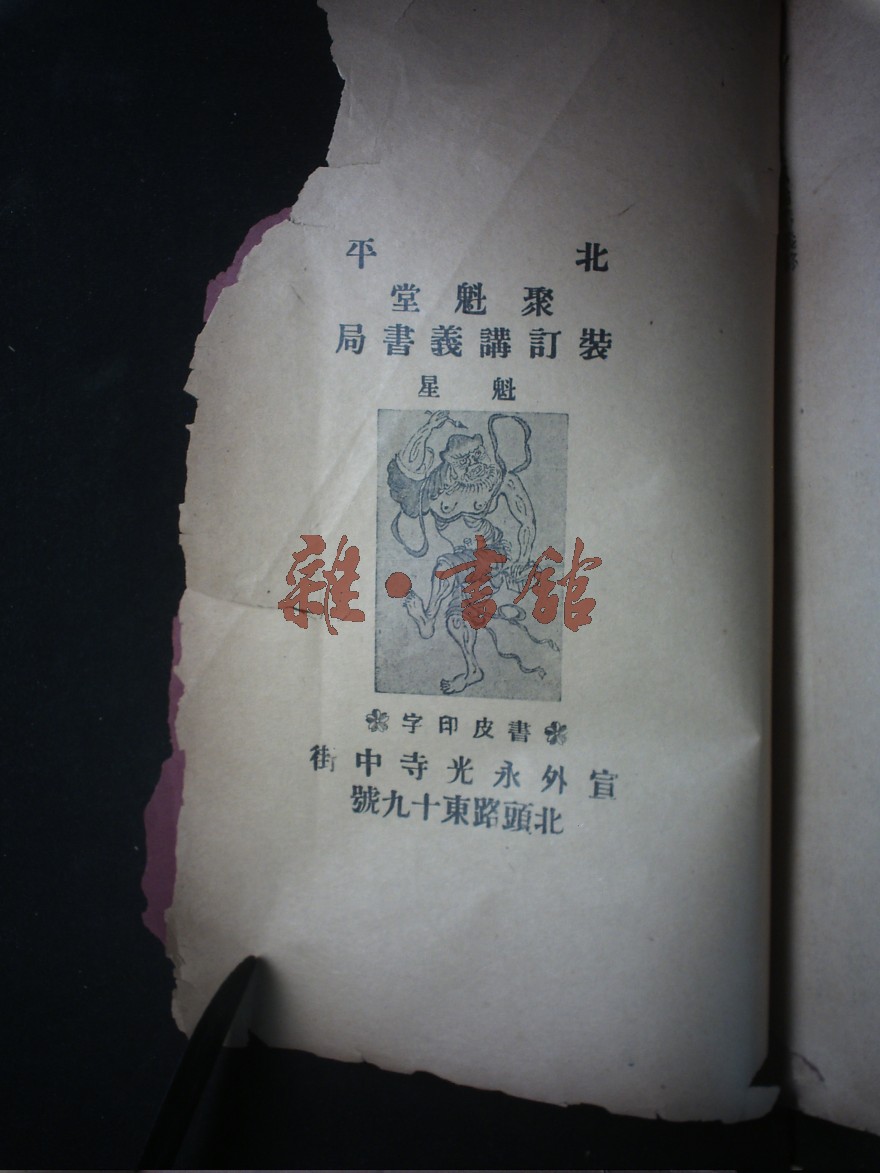 北平
聚魁堂
裝訂講義書局
魁星
雜·書館
書皮印字
宣外永光寺中街
北頭路東十九號